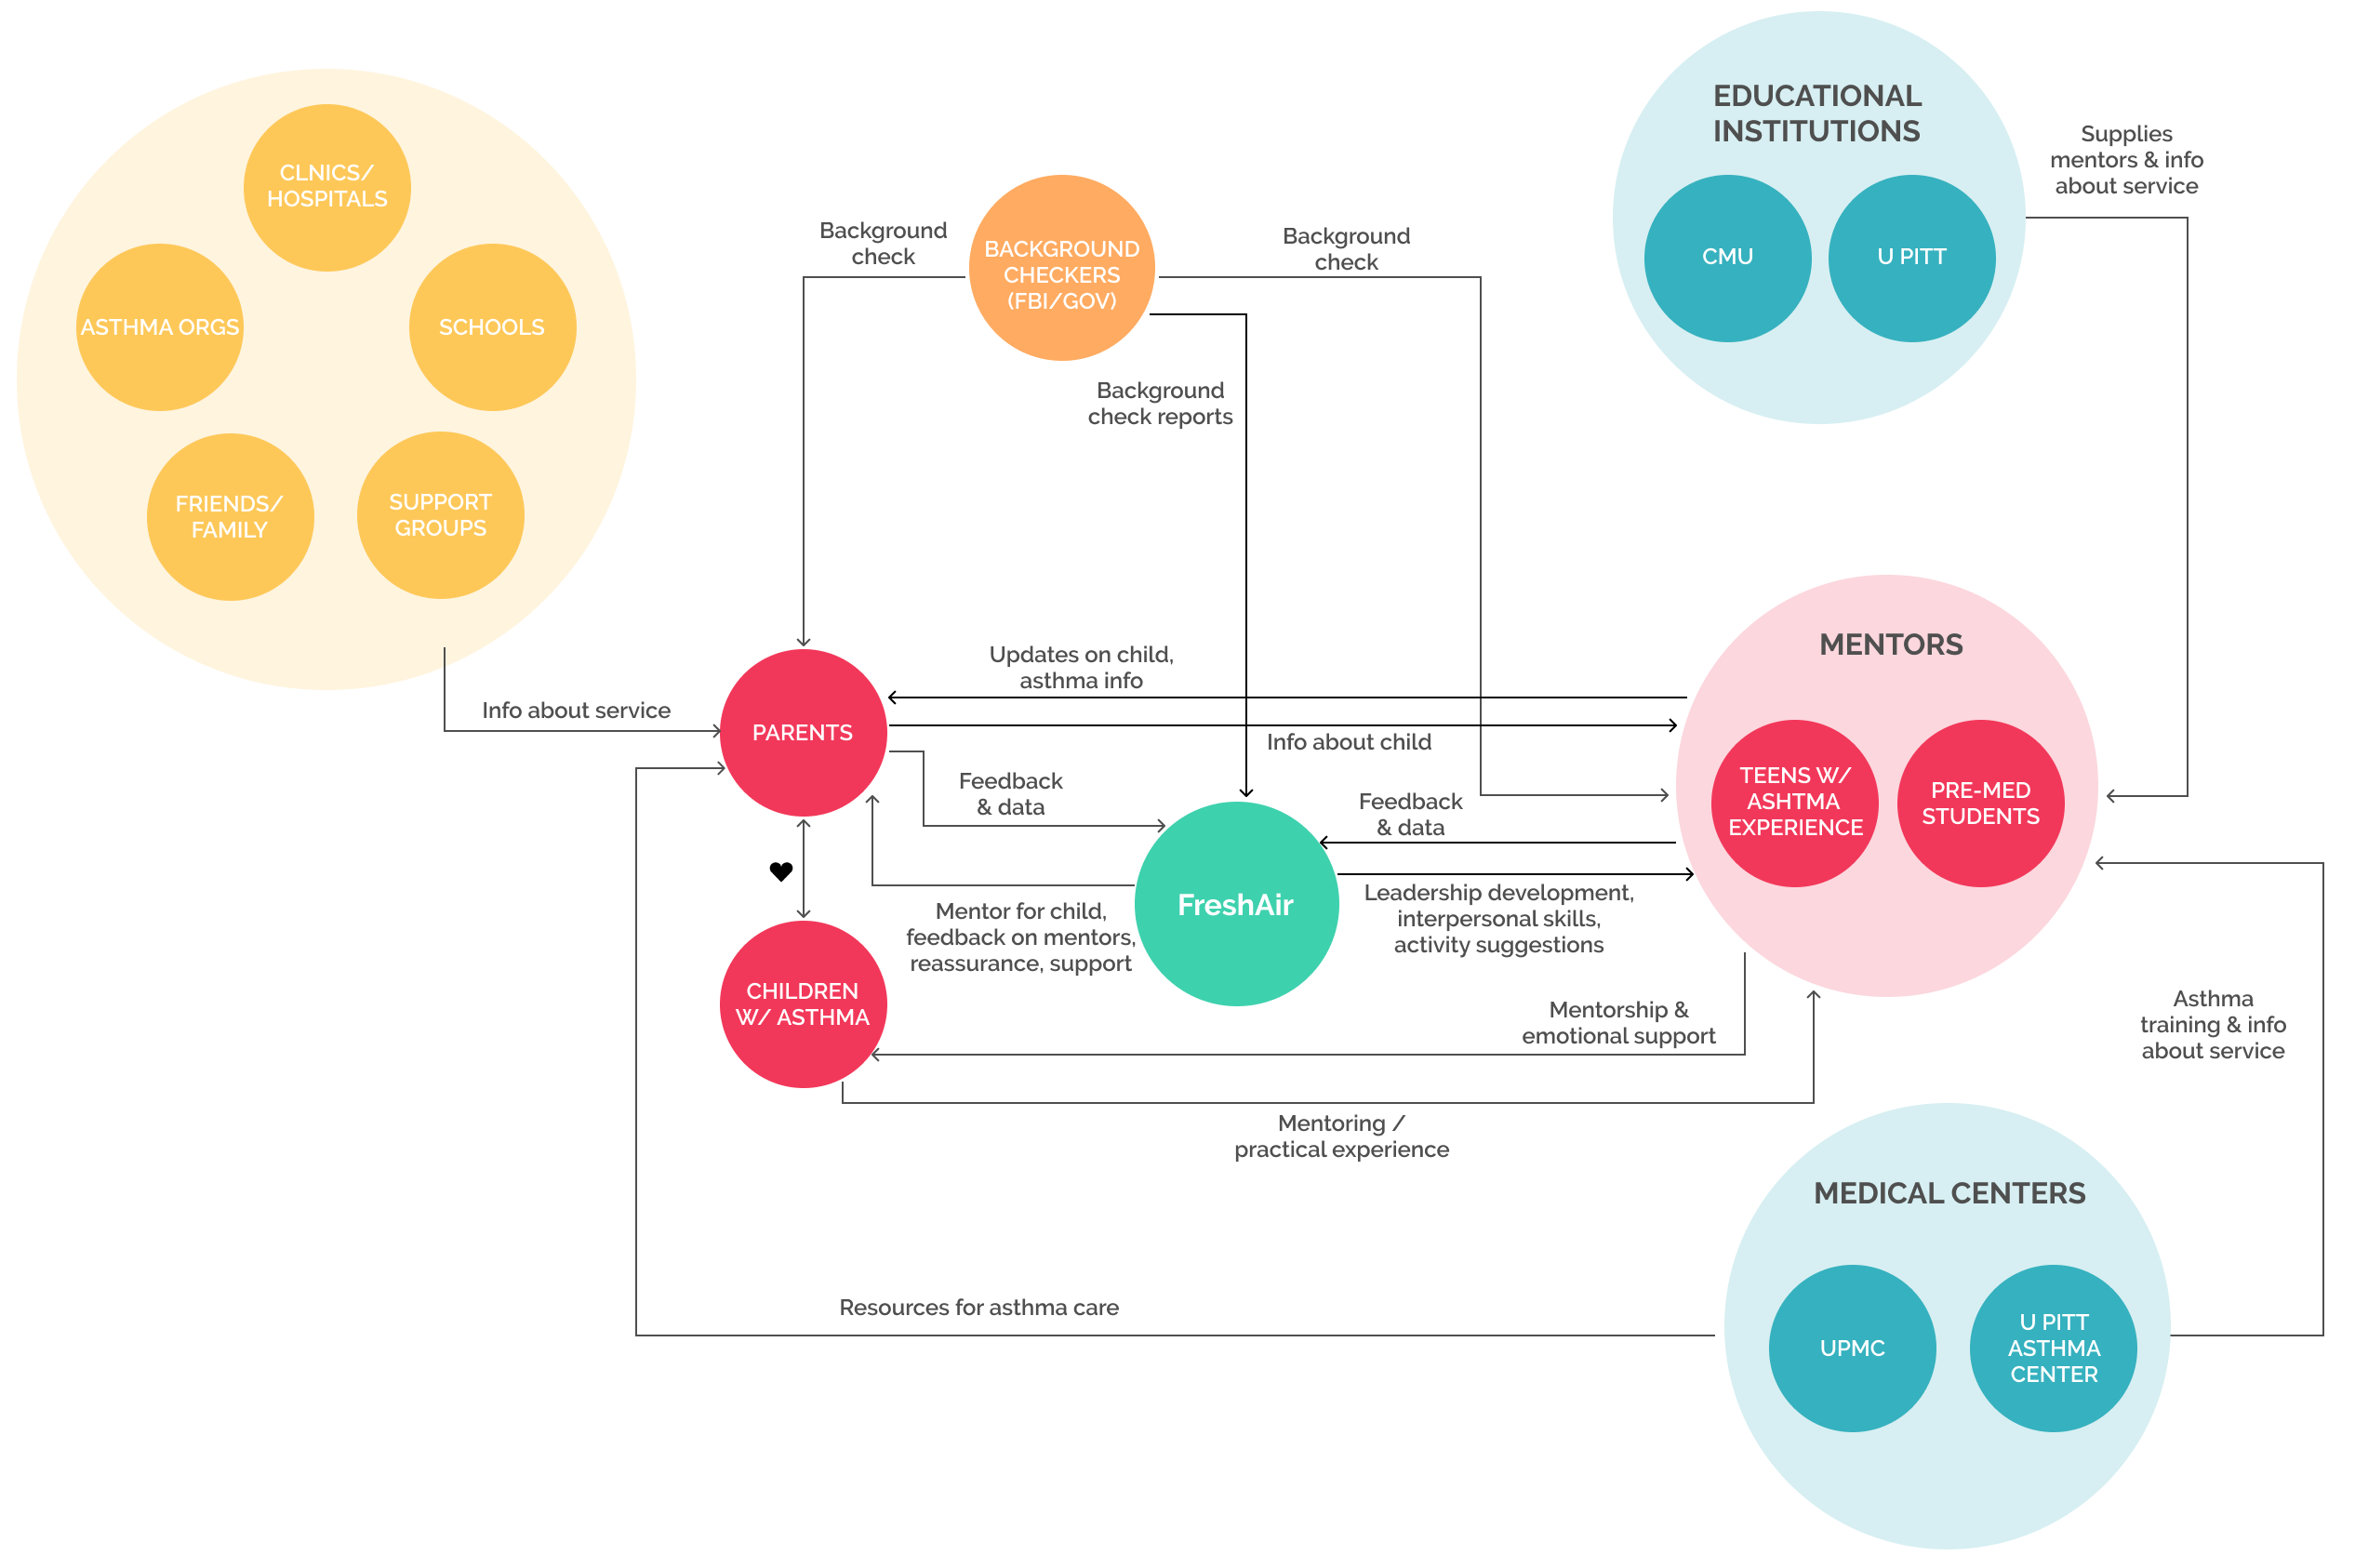 CLNICS/
HOSPITALS
ASTHMA ORGS
SCHOOLS
FRIENDS/
FAMILY
SUPPORT
GROUPS
Info about service
Background
check
BACKGROUND
CHECKERS
(FBI/GOV)
Background
check
Background
check reports
EDUCATIONAL
INSTITUTIONS
CMU
U PITT
Supplies
mentors & info
about service
Updates on child,
asthma info
Info about child
PARENTS
Feedback
& data
Feedback
& data
MENTORS
TEENS W/
ASHTMA
EXPERIENCE
PRE-MED
STUDENTS
FreshAir
Mentor for child,
feedback on mentors,
reassurance, support
Leadership development,
interpersonal skills,
activity suggestions
CHILDREN
W/ ASTHMA
Mentorship &
emotional support
Mentoring /
practical experience
Asthma
training & info
about service
MEDICAL CENTERS
UPMC
U PITT
ASTHMA
CENTER
Resources for asthma care